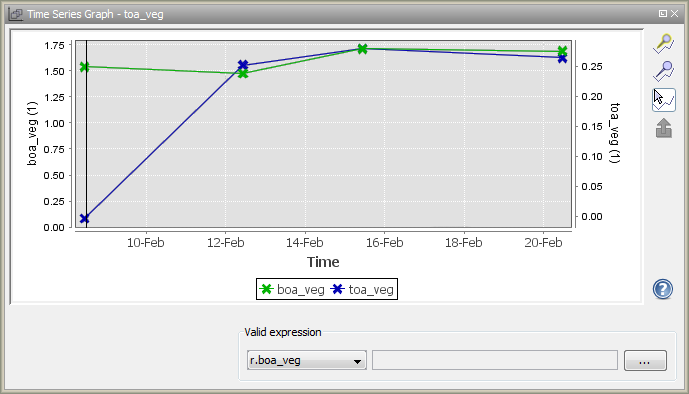 Time Series Graph - toa_veg
1.75
1.50
1.25
1.00
0.75
0.50
0.25
0.00
boa_veg (1)
0.25
0.20
0.15
0.10
0.05
0.00
toa_veg (1)
10-Feb 12-Feb 14-Feb 16-Feb 18-Feb 20-Feb
Time
boa_veg toa_veg
?
Valid expression
r.boa_veg ...